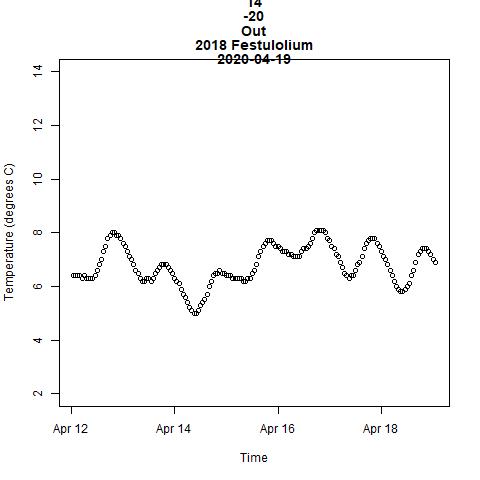 14
-20
Out
2018 Festulolium
2020-04-19
14
12
10
8
6
4
2
Temperature (degrees C)
Apr 12
Apr 14
Apr 16
Apr 18
Time